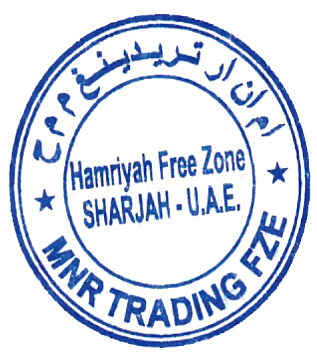 ام ان ار تريدينغ م م ح
Hamriyah Free Zone
SHARJAH - U.A.E.
MNR TRADING FZE